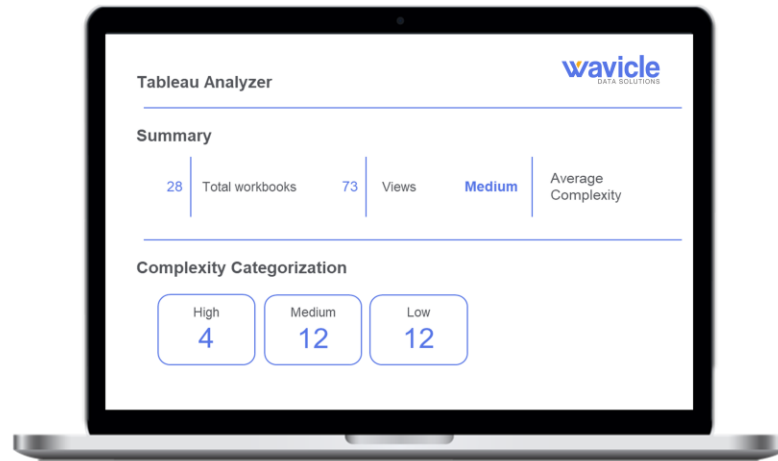 Tableau Analyzer
wavicle
DATA SOLUTIONS
Summary
28 Total workbooks 73 Views Medium Average
Complexity
Complexity Categorization
High Medium Low
4 12 12